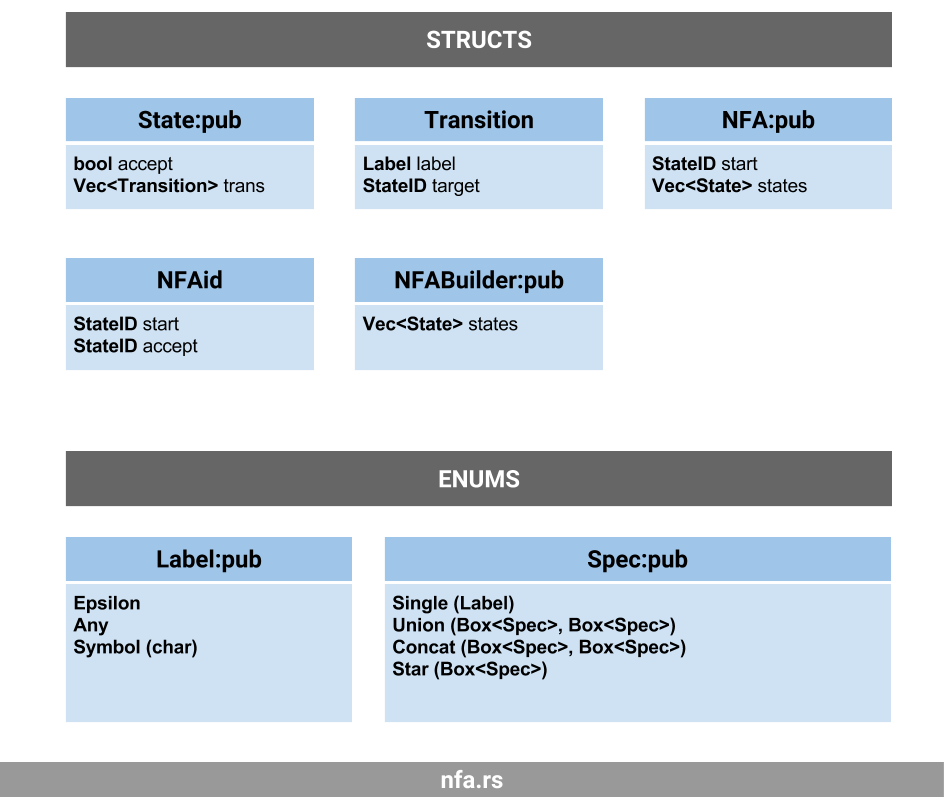 STRUCTS
State:pub
bool accept
Vec<Transition> trans
Transition
Label label
StateID target
NFA:pub
StateID start
Vec<State> states
NFAid
StateID start
StateID accept
NFABuilder:pub
Vec<State> states
ENUMS
Label:pub
Epsilon
Any
Symbol (char)
Spec:pub
Single (Label)
Union (Box<Spec>, Box<Spec>)
Concat (Box<Spec>, Box<Spec>)
Star (Box<Spec>)
nfa.rs